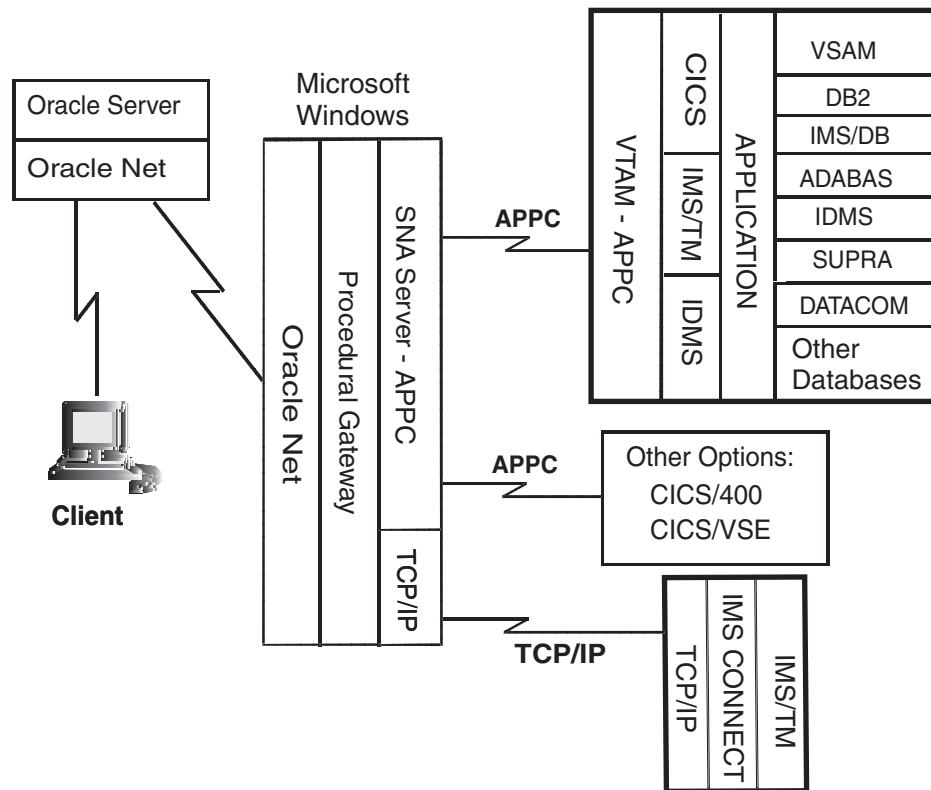 Oracle Server
Oracle Net
Client
Microsoft
Windows
Oracle Net
Procedural Gateway
SNA Server - APPC
TCP/IP
APPC
APPC
TCP/IP
VTAM - APPC
CICS
IMS/TM
IDMS
APPLICATION
VSAM
DB2
IMS/DB
ADABAS
IDMS
SUPRA
DATACOM
Other
Databases
Other Options:
CICS/400
CICS/VSE
TCP/IP
IMS CONNECT
IMS/TM